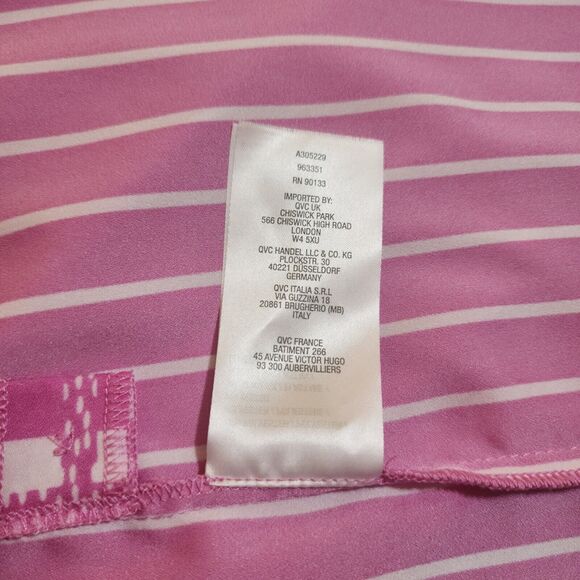 A305229
963351
RN 90133
IMPORTED BY:
QVC UK
CHISWICK PARK
566 CHISWICK HIGH ROAD
LONDON
W4 5XU
QVC HANDEL LLC & CO. KG
PLOCKSTR. 30
40221 DÜSSELDORF
GERMANY
QVC ITALIA S.R.L
VIA GUZZINA 18
20861 BRUGHERIO (MB)
ITALY
QVC FRANCE
BATIMENT 266
45 AVENUE VICTOR HUGO
93 300 AUBERVILLIERS